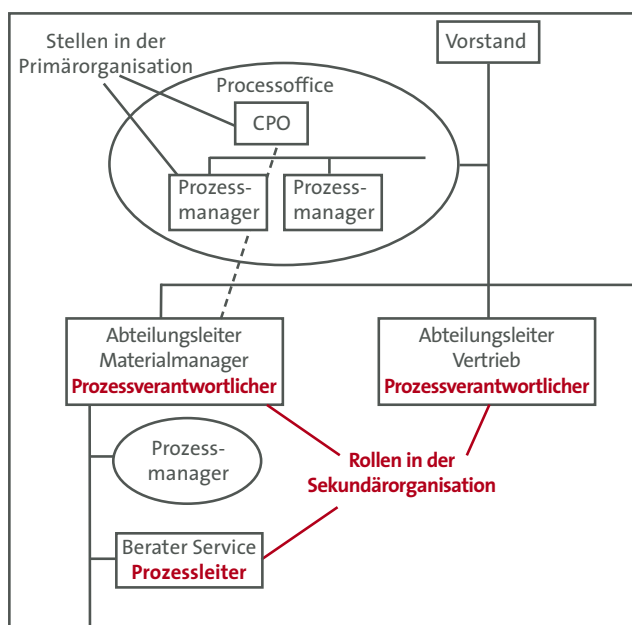 Stellen in der
Primärorganisation
Vorstand
Processoffice
CPO
Prozess-
manager
Prozess-
manager
Abteilungsleiter
Materialmanager
Prozessverantwortlicher
Abteilungsleiter
Vertrieb
Prozessverantwortlicher
Prozess-
manager
Rollen in der
Sekundärorganisation
Berater Service
Prozessleiter